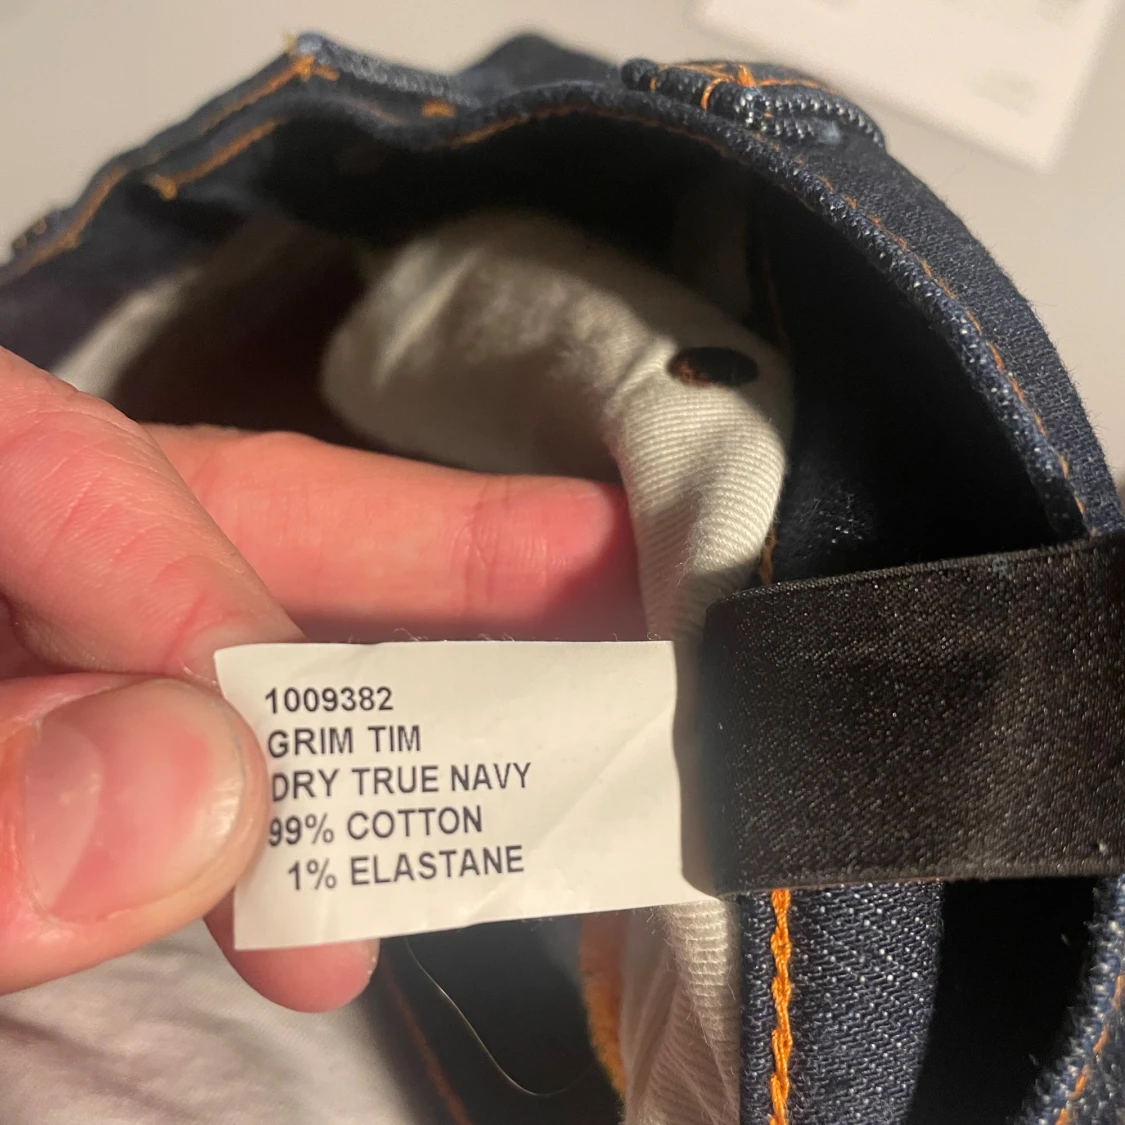 1009382
GRIM TIM
DRY TRUE NAVY
99% COTTON
1% ELASTANE